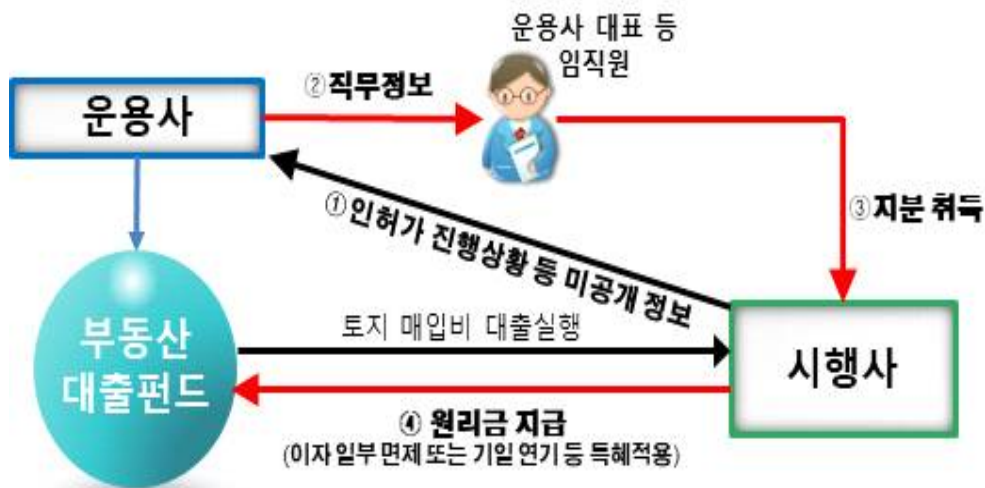 운용사 대표 등
임직원
② 직무정보
운용사
① 인허가 진행상황 등 미공개 정보
③ 지분 취득
부동산
대출펀드
토지 매입비 대출실행
시행사
④ 원리금 지급
(이자 일부 면제 또는 기일 연기 등 특혜적용)